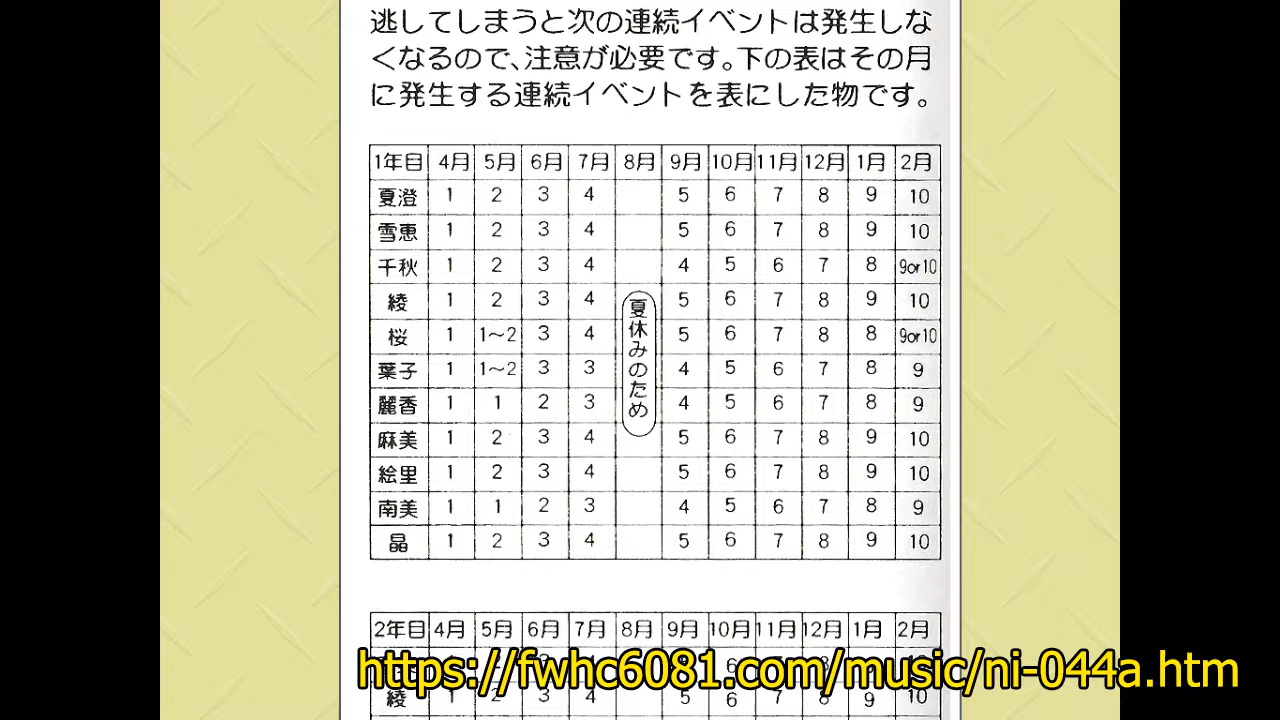 逃してしまうと次の連続イベントは発生しな
くなるので、注意が必要です。下の表はその月
に発生する連続イベントを表にした物です。
1年目 4月 5月 6月 7月 8月 9月 10月 11月 12月 1月 2月
夏澄 1 2 3 4 5 6 7 8 9 10
雪恵 1 2 3 4 5 6 7 8 9 10
千秋 1 2 3 4 4 5 6 7 8 9or10
綾 1 2 3 4 5 6 7 8 9 10
桜 1 1〜2 3 4 5 6 7 8 8 9or10
葉子 1 1〜2 3 3 4 5 6 7 8 9
麗香 1 1 2 3 4 5 6 7 8 9
麻美 1 2 3 4 5 6 7 8 9 10
絵里 1 2 3 4 5 6 7 8 9 10
南美 1 1 2 3 4 5 6 7 8 9
晶 1 2 3 4 5 6 7 8 9 10
夏休みのため
2年目 4月 5月 6月 7月 8月 9月 10月 11月 12月 1月 2月
https://fwhc6081.com/music/ni-044a.htm
綾 1 2 3 4 5 6 7 8 9 10